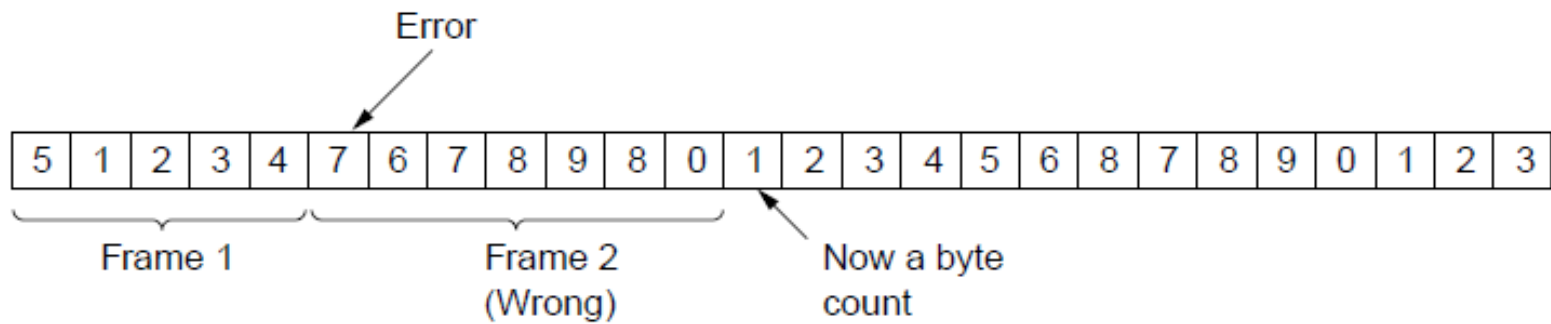 Error
5 1 2 3 4 7 6 7 8 9 8 0 1 2 3 4 5 6 8 7 8 9 0 1 2 3
Frame 1
Frame 2
(Wrong)
Now a byte
count